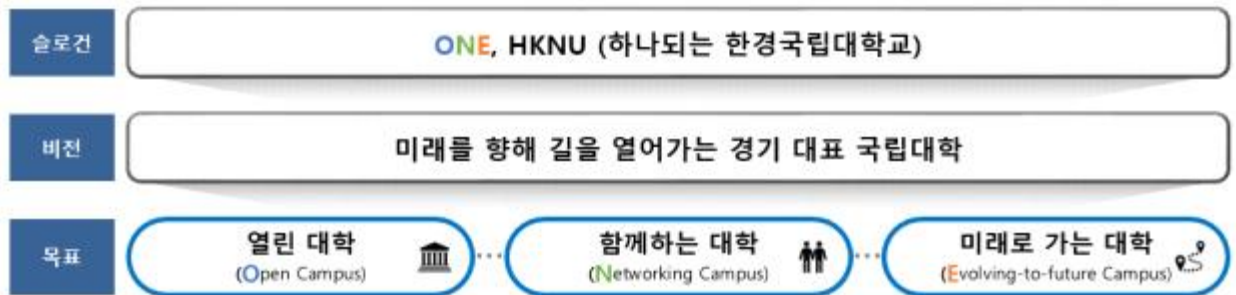 슬로건
ONE, HKNU (하나되는 한경국립대학교)
비전
미래를 향해 길을 열어가는 경기 대표 국립대학
목표
열린 대학
(Open Campus)
함께하는 대학
(Networking Campus)
미래로 가는 대학
(Evolving-to-future Campus)